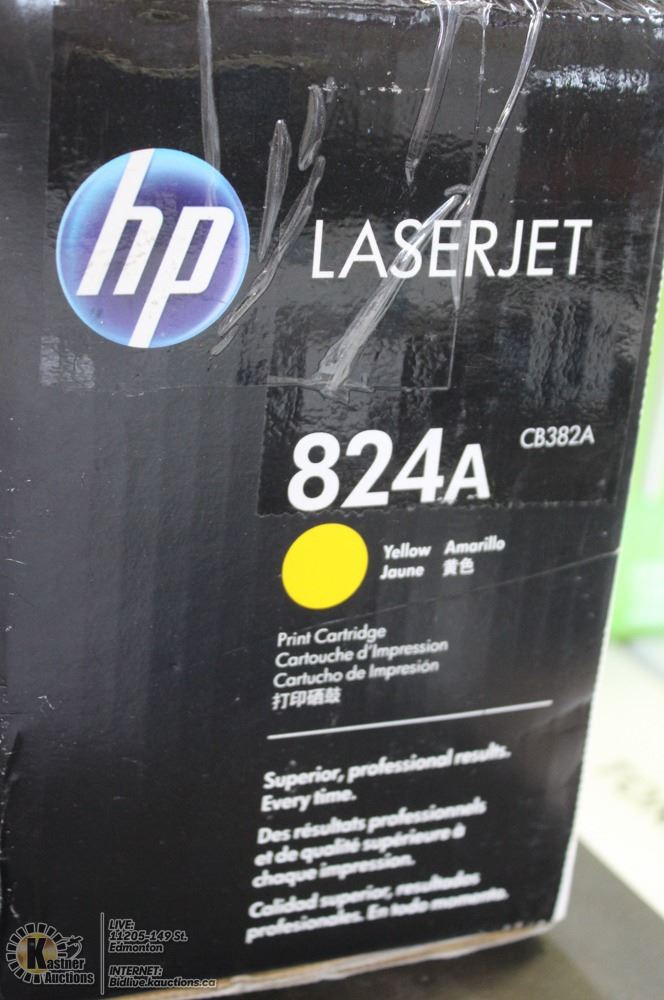 hp
LASERJET
824A
CB382A
Yellow Amarillo
Jaune 黄色
Print Cartridge
Cartouche d'Impression
Cartucho de Impresión
打印硒鼓
Superior, professional results.
Every time.
Des résultats professionnels
et de qualité supérieure à
chaque impression.
Calidad superior, resultados
profesionales. En todo momento.
Kastner
Auctions
LIVE:
11205-149 St.
Edmonton
INTERNET:
Bidlive.kauctions.ca